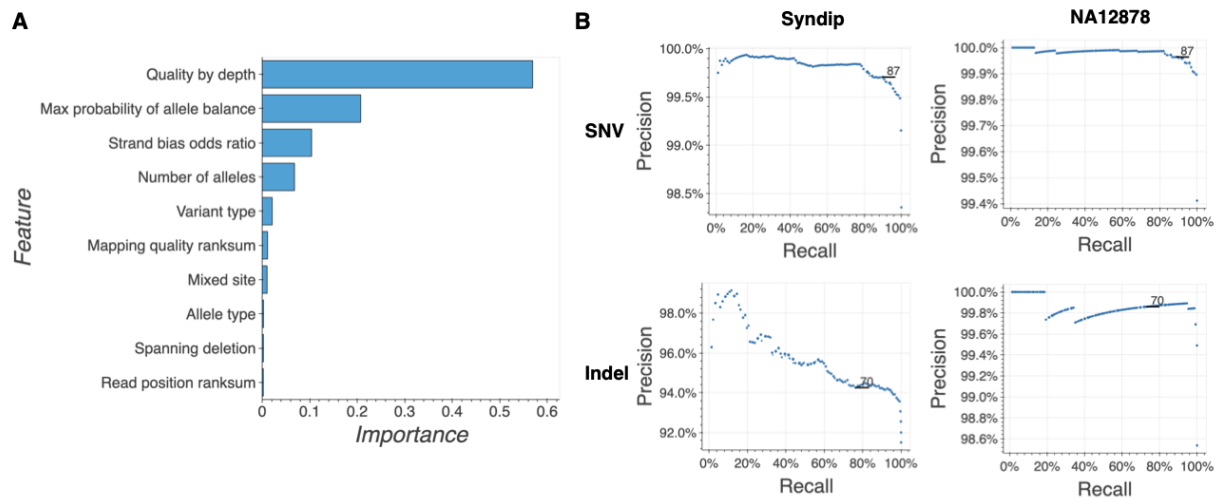 A
Feature
Quality by depth
Max probability of allele balance
Strand bias odds ratio
Number of alleles
Variant type
Mapping quality ranksum
Mixed site
Allele type
Spanning deletion
Read position ranksum
0 0.1 0.2 0.3 0.4 0.5 0.6
Importance
B
Syndip
NA12878
SNV
Precision
100.0%
99.5%
99.0%
98.5%
87
0% 20% 40% 60% 80% 100%
Recall
Precision
100.0%
99.9%
99.8%
99.7%
99.6%
99.5%
99.4%
87
0% 20% 40% 60% 80% 100%
Recall
Indel
Precision
98.0%
96.0%
94.0%
92.0%
70
0% 20% 40% 60% 80% 100%
Recall
Precision
100.0%
99.8%
99.6%
99.4%
99.2%
99.0%
98.8%
98.6%
70
0% 20% 40% 60% 80% 100%
Recall